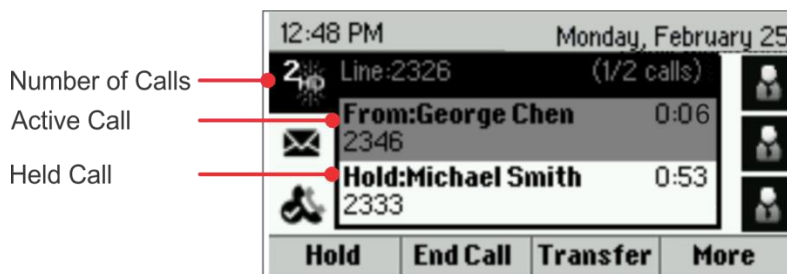 12:48 PM Monday, February 25
Number of Calls
2 HD Line:2326 (1/2 calls)
Active Call
From:George Chen 0:06
2346
Held Call
Hold:Michael Smith 0:53
2333
Hold End Call Transfer More